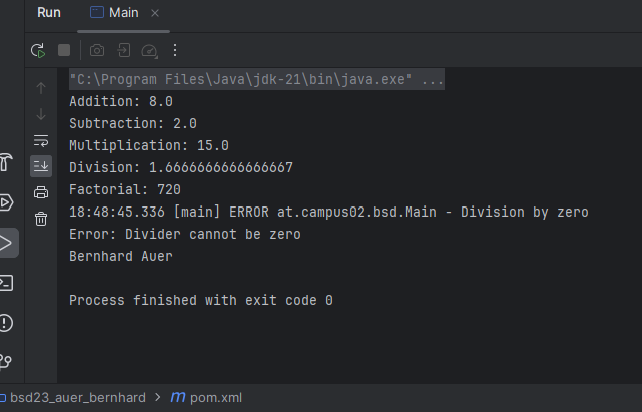 Run Main
"C:\Program Files\Java\jdk-21\bin\java.exe" ...
Addition: 8.0
Subtraction: 2.0
Multiplication: 15.0
Division: 1.6666666666666667
Factorial: 720
18:48:45.336 [main] ERROR at.campus02.bsd.Main - Division by zero
Error: Divider cannot be zero
Bernhard Auer
Process finished with exit code 0
bsd23_auer_bernhard > m pom.xml